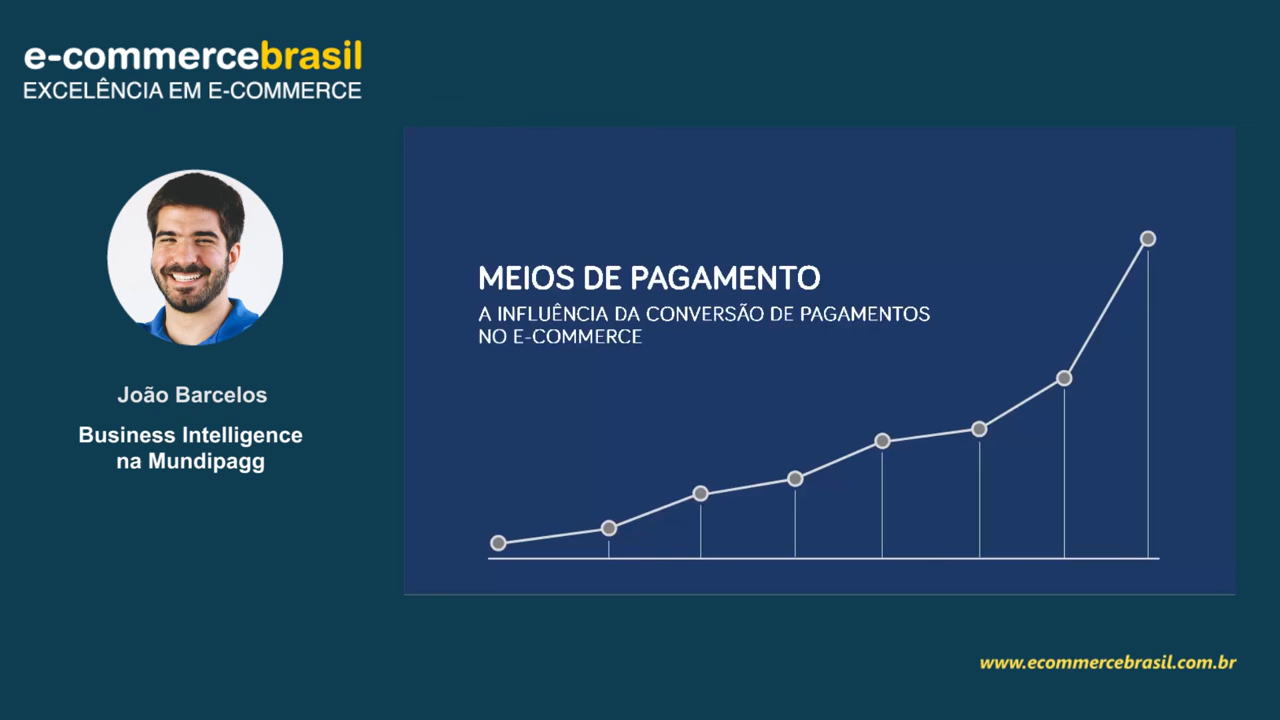 e-commercebrasil
EXCELÊNCIA EM E-COMMERCE
João Barcelos
Business Intelligence
na Mundipagg
MEIOS DE PAGAMENTO
A INFLUÊNCIA DA CONVERSÃO DE PAGAMENTOS
NO E-COMMERCE
www.ecommercebrasil.com.br